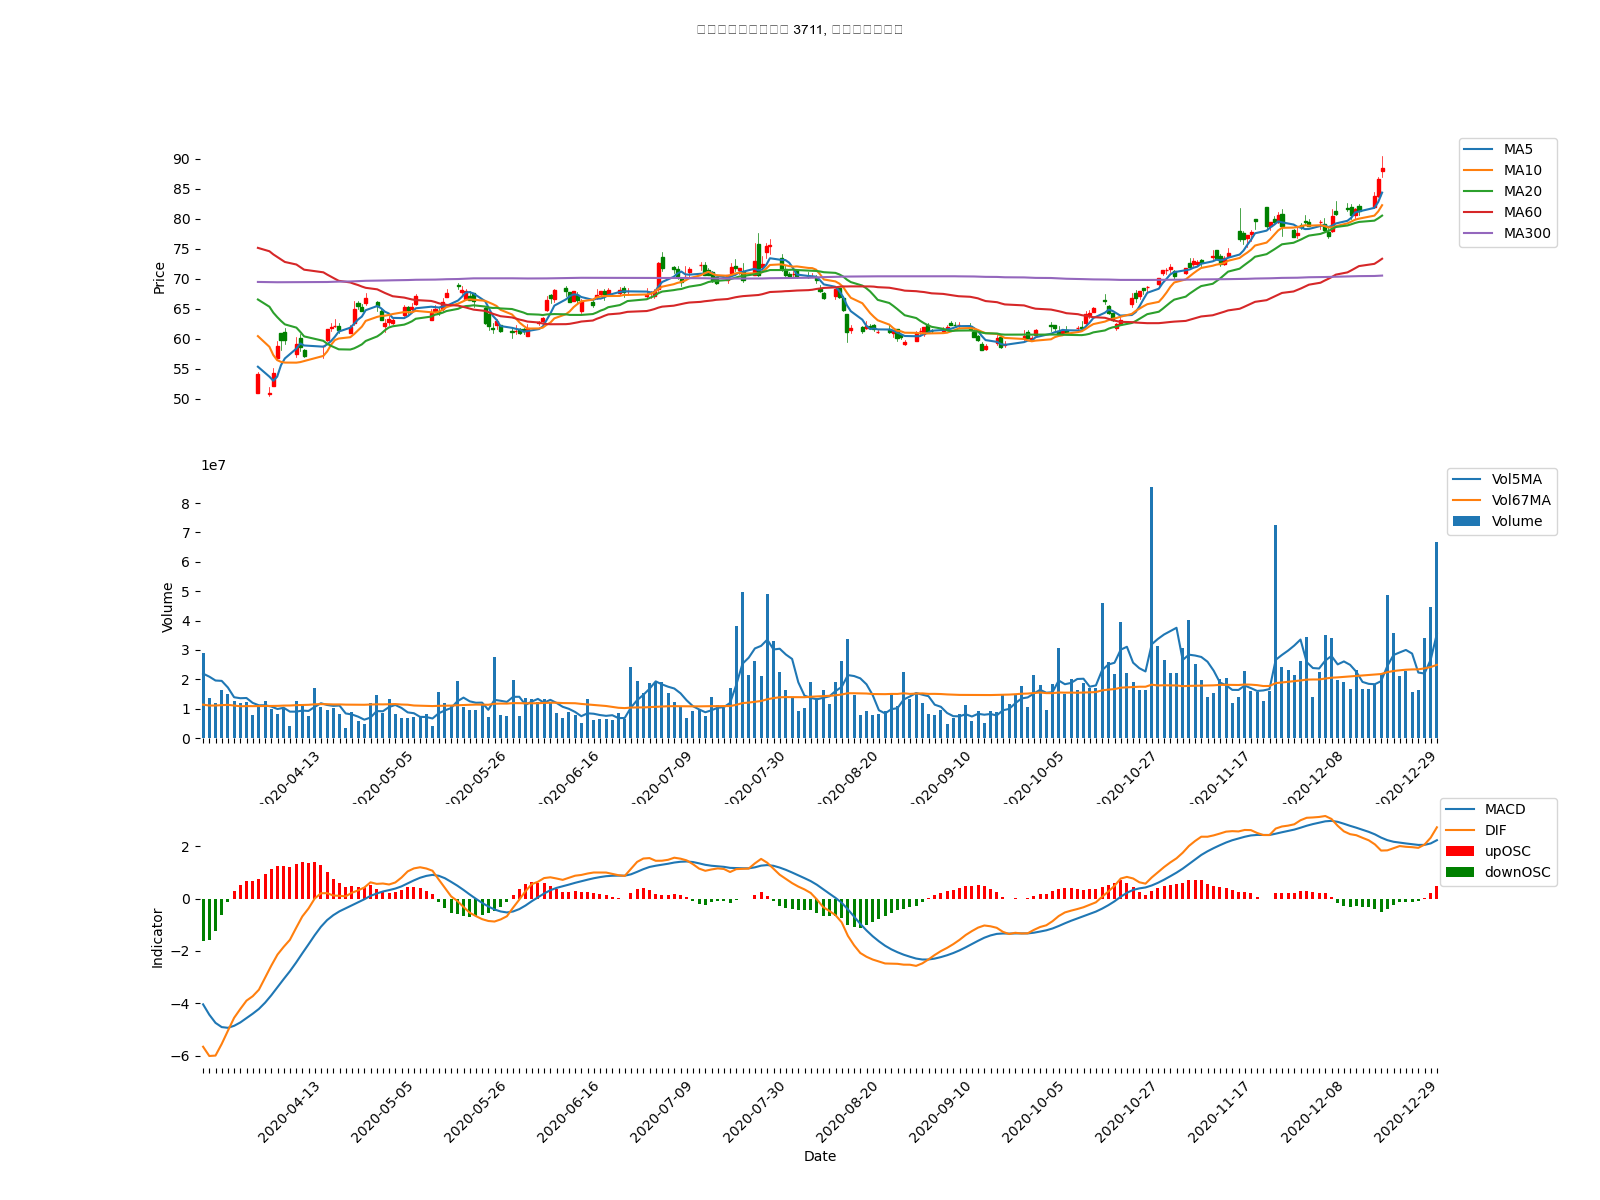 3711,
90
85
80
75
70
65
60
55
50
Price
MA5
MA10
MA20
MA60
MA300
1e7
8
7
6
5
4
3
2
1
0
Volume
Vol5MA
Vol67MA
Volume
2020-04-13
2020-05-05
2020-05-26
2020-06-16
2020-07-09
2020-07-30
2020-08-20
2020-09-10
2020-10-05
2020-10-27
2020-11-17
2020-12-08
2020-12-29
2
0
−2
−4
−6
Indicator
MACD
DIF
upOSC
downOSC
2020-04-13
2020-05-05
2020-05-26
2020-06-16
2020-07-09
2020-07-30
2020-08-20
2020-09-10
2020-10-05
2020-10-27
2020-11-17
2020-12-08
2020-12-29
Date